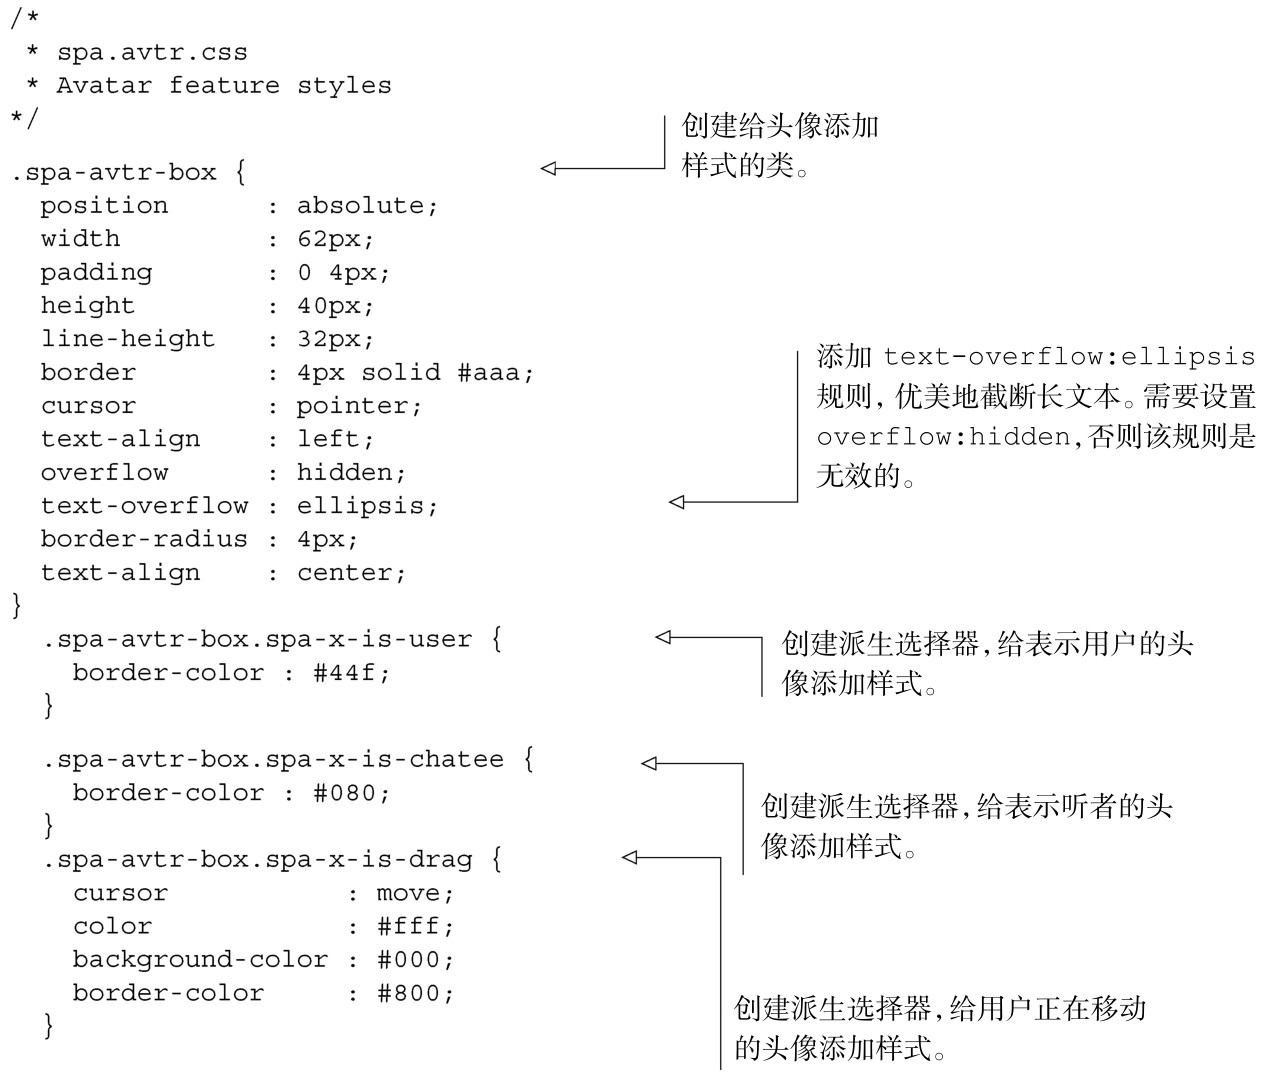 /*
 * spa.avtr.css
 * Avatar feature styles
*/
创建给头像添加
样式的类。
.spa-avtr-box {
  position      : absolute;
  width         : 62px;
  padding       : 0 4px;
  height        : 40px;
  line-height   : 32px;
  border        : 4px solid #aaa;
  cursor        : pointer;
  text-align    : left;
  overflow      : hidden;
  text-overflow : ellipsis;
  border-radius : 4px;
  text-align    : center;
}
添加 text-overflow:ellipsis
规则，优美地截断长文本。需要设置
overflow:hidden，否则该规则是
无效的。
  .spa-avtr-box.spa-x-is-user {
    border-color : #44f;
  }
创建派生选择器，给表示用户的头
像添加样式。
  .spa-avtr-box.spa-x-is-chatee {
    border-color : #080;
  }
创建派生选择器，给表示听者的头
像添加样式。
  .spa-avtr-box.spa-x-is-drag {
    cursor           : move;
    color            : #fff;
    background-color : #000;
    border-color     : #800;
  }
创建派生选择器，给用户正在移动
的头像添加样式。